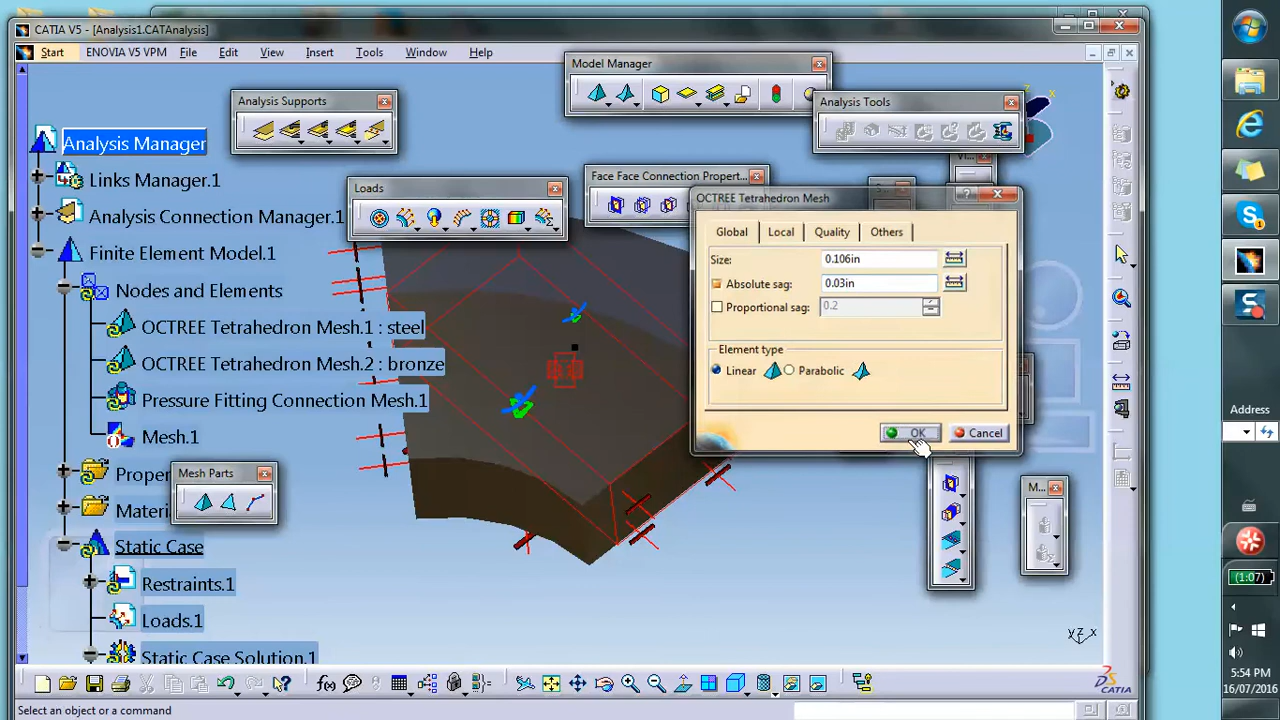 CATIA V5 - [Analysis1.CATAnalysis]
Start ENOVIA V5 VPM File Edit View Insert Tools Window Help
Model Manager
Analysis Supports
Analysis Tools
x
Analysis Manager
Links Manager.1
Loads
Face Face Connection Propert...
OCTREE Tetrahedron Mesh
Analysis Connection Manager.1
Global Local Quality Others
Finite Element Model.1
Size: 0.106in
Absolute sag: 0.03in
Nodes and Elements
Proportional sag: 0.2
OCTREE Tetrahedron Mesh.1 : steel
Element type
OCTREE Tetrahedron Mesh.2 : bronze
Linear Parabolic
Pressure Fitting Connection Mesh.1
Address
Mesh.1
OK Cancel
Proper
Mesh Parts
M...
Materi
Static Case
Restraints.1
(1:07)
Loads.1
Static Case Solution.1
f(x)
CATIA
5:54 PM
16/07/2016
Select an object or a command